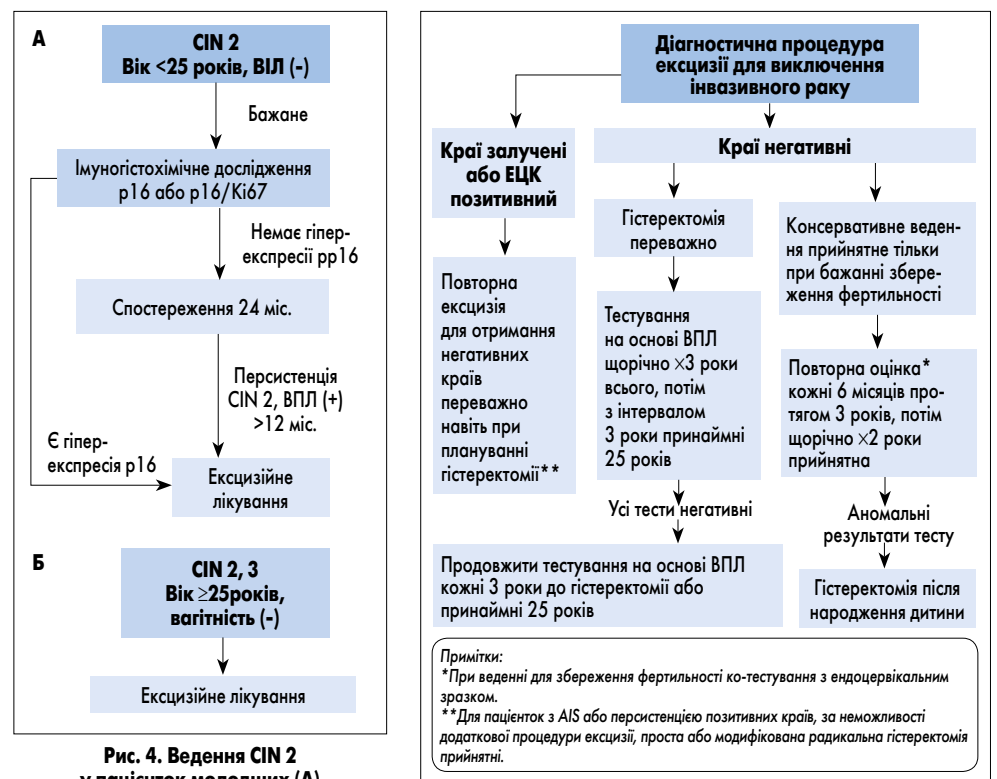 А
CIN 2
Вік <25 років, ВІЛ (-)
Бажане
Імуногістохімічне дослідження
p16 або p16/Ki67
Немає гіпер-
експресії pp16
Спостереження 24 міс.
Персистенція
CIN 2, ВПЛ (+)
>12 міс.
Є гіпер-
експресія p16
Ексцизійне
лікування
Б
CIN 2, 3
Вік ≥25років,
вагітність (-)
Ексцизійне лікування
Рис. 4. Ведення CIN 2
у пацієнток молодших (А)
Діагностична процедура
ексцизії для виключення
інвазивного раку
Краї залучені
або ЕЦК
позитивний
Повторна
ексцизія
для отримання
негативних
країв
переважно
навіть при
плануванні
гістеректомії**
Краї негативні
Гістеректомія
переважно
Тестування
на основі ВПЛ
щорічно ×3 роки
всього, потім
з інтервалом
3 роки принаймні
25 років
Усі тести негативні
Продовжити тестування на основі ВПЛ
кожні 3 роки до гістеректомії або
принаймні 25 років
Консервативне веден-
ня прийнятне тільки
при бажанні збере-
ження фертильності
Повторна оцінка*
кожні 6 місяців про-
тягом 3 років, потім
щорічно ×2 роки
прийнятна
Аномальні
результати тесту
Гістеректомія після
народження дитини
Примітки:
*При веденні для збереження фертильності ко-тестування з ендоцервікальним
зразком.
**Для пацієнток з AIS або персистенцією позитивних країв, за неможливості
додаткової процедури ексцизії, проста або модифікована радикальна гістеректомія
прийнятні.